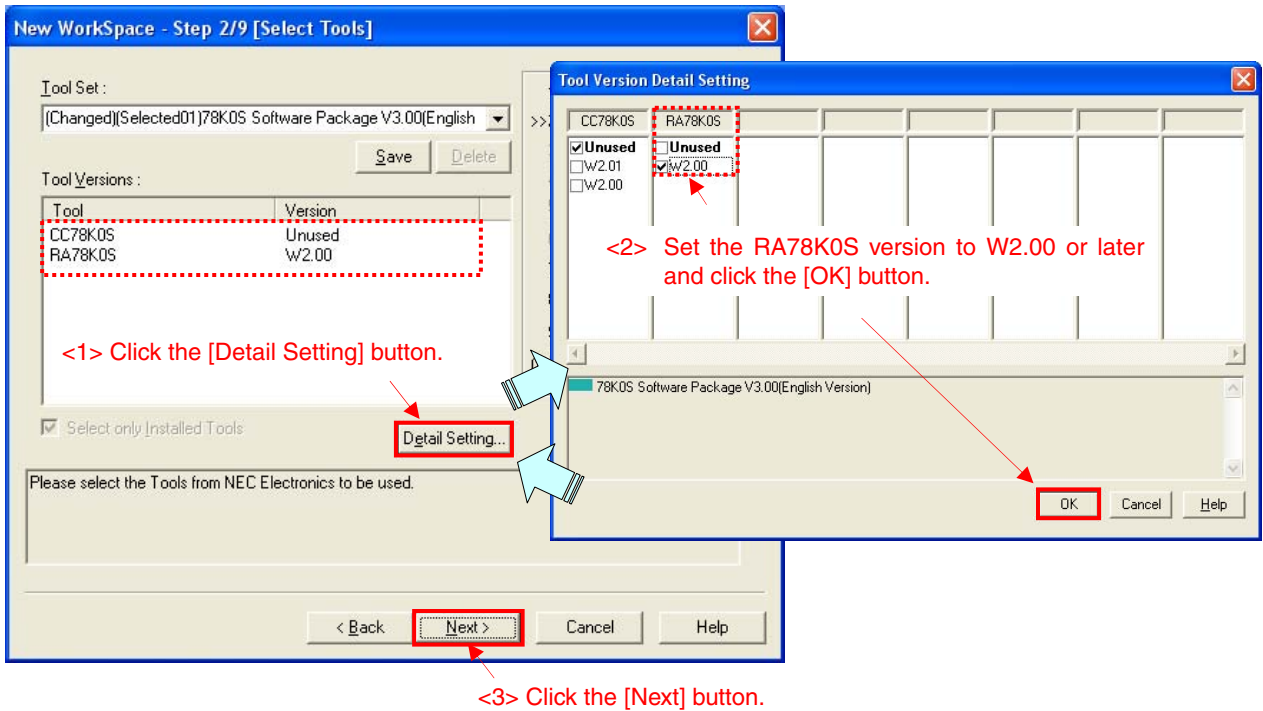 New WorkSpace - Step 2/9 [Select Tools]
Tool Set :
(Changed)(Selected01)78K0S Software Package V3.00(English
Save
Delete
Tool Versions :
Tool Version
CC78K0S Unused
RA78K0S W2.00
<1> Click the [Detail Setting] button.
Select only Installed Tools
Detail Setting...
Please select the Tools from NEC Electronics to be used.
< Back
Next >
Cancel
Help
<3> Click the [Next] button.
>>
Tool Version Detail Setting
CC78K0S RA78K0S
Unused Unused
W2.01 W2.00
W2.00
<2> Set the RA78K0S version to W2.00 or later
and click the [OK] button.
78K0S Software Package V3.00(English Version)
OK
Cancel
Help